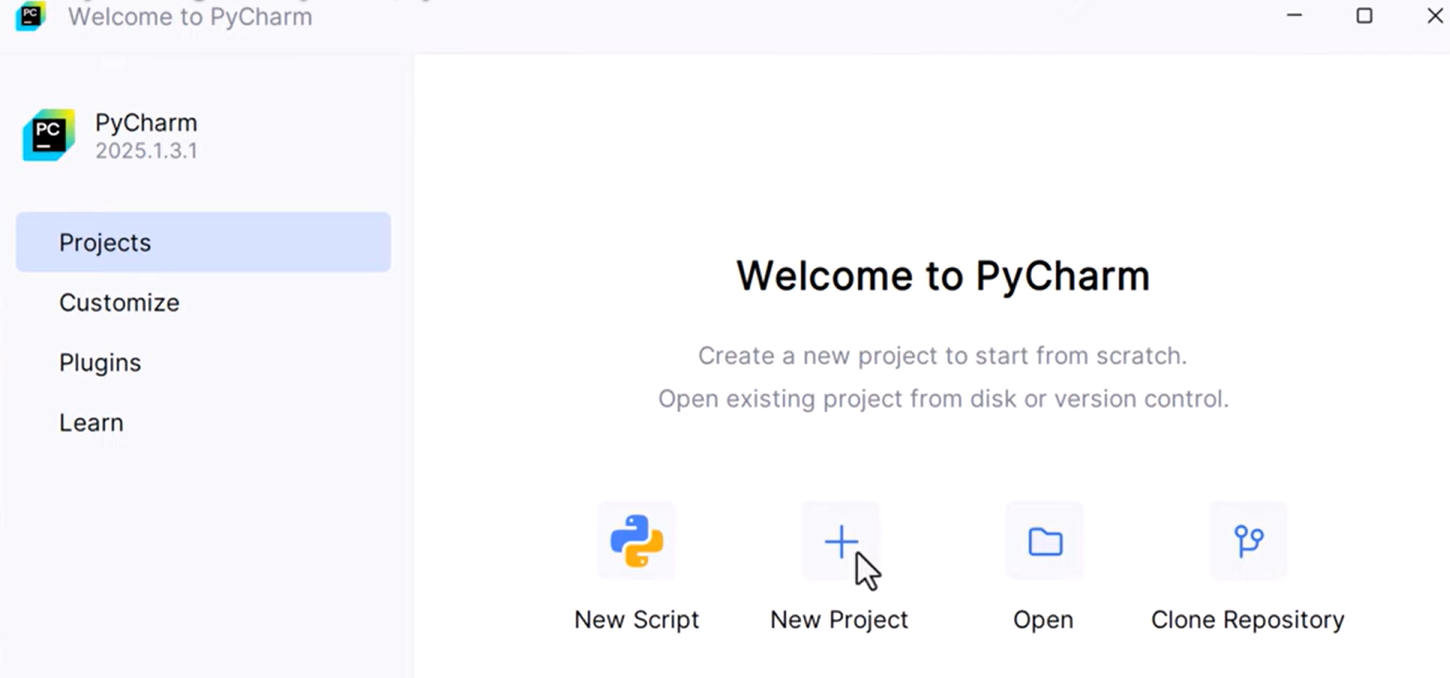 PC
Welcome to PyCharm
PC
PyCharm
2025.1.3.1
Projects
Customize
Plugins
Learn
Welcome to PyCharm
Create a new project to start from scratch.
Open existing project from disk or version control.
New Script
New Project
Open
Clone Repository